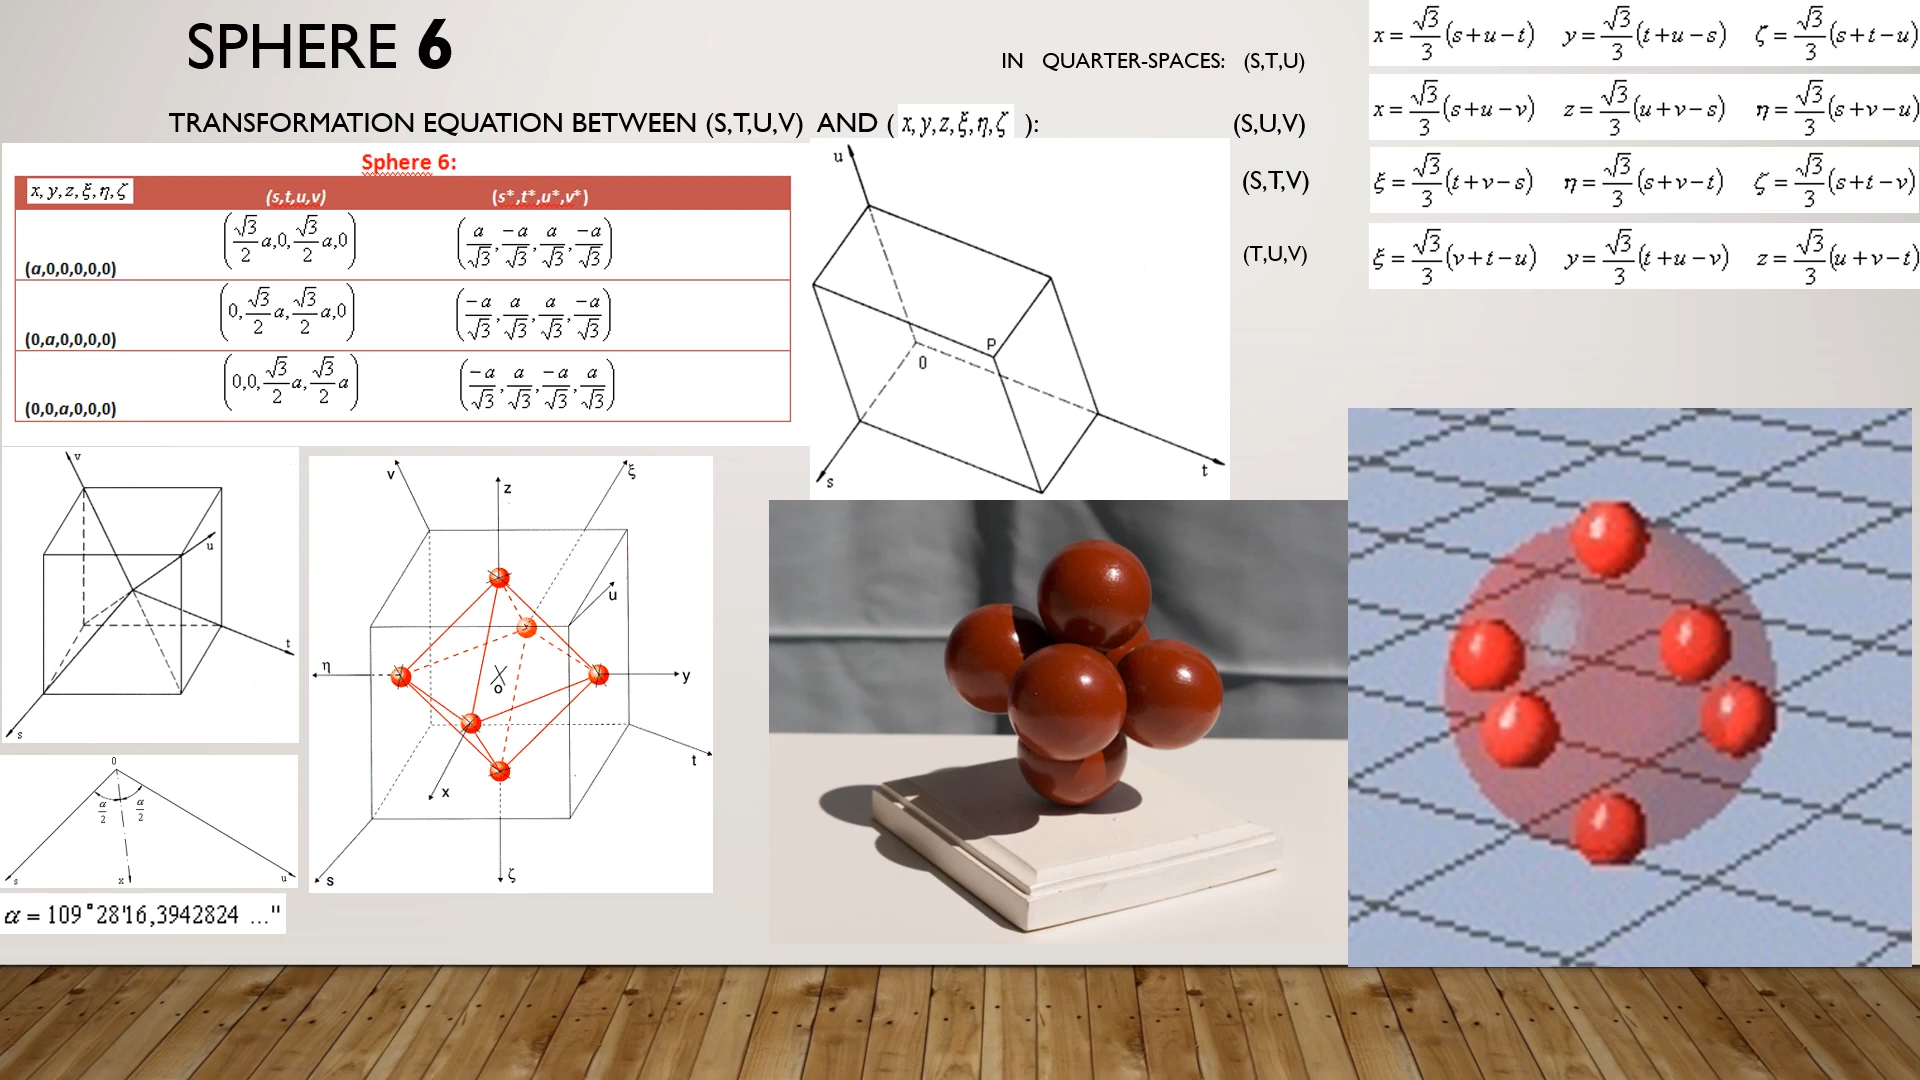 SPHERE 6
IN QUARTER-SPACES: (S,T,U)
x = √3/3 (s+u−t) y = √3/3 (t+u−s) ζ = √3/3 (s+t−u)
TRANSFORMATION EQUATION BETWEEN (S,T,U,V) AND ( x,y,z,ξ,η,ζ ):
(S,U,V)
x = √3/3 (s+u−v) z = √3/3 (u+v−s) η = √3/3 (s+v−u)
(S,T,V)
ξ = √3/3 (t+v−s) η = √3/3 (s+v−t) ζ = √3/3 (s+t−v)
(T,U,V)
ξ = √3/3 (v+t−u) y = √3/3 (t+u−v) z = √3/3 (u+v−t)
Sphere 6:
x,y,z,ξ,η,ζ (s,t,u,v) (s*,t*,u*,v*)
(a,0,0,0,0,0) (√3/2 a,0,√3/2 a,0) (a/√3, −a/√3, a/√3, −a/√3)
(0,a,0,0,0,0) (0,√3/2 a,√3/2 a,0) (−a/√3, a/√3, a/√3, −a/√3)
(0,0,a,0,0,0) (0,0,√3/2 a,√3/2 a) (−a/√3, a/√3, −a/√3, a/√3)
u
P
0
t
s
v
u
t
s
v
z
ξ
u
η
o
y
x
t
s
ζ
0
α/2 α/2
s x u
α = 109°28'16,3942824 ..."